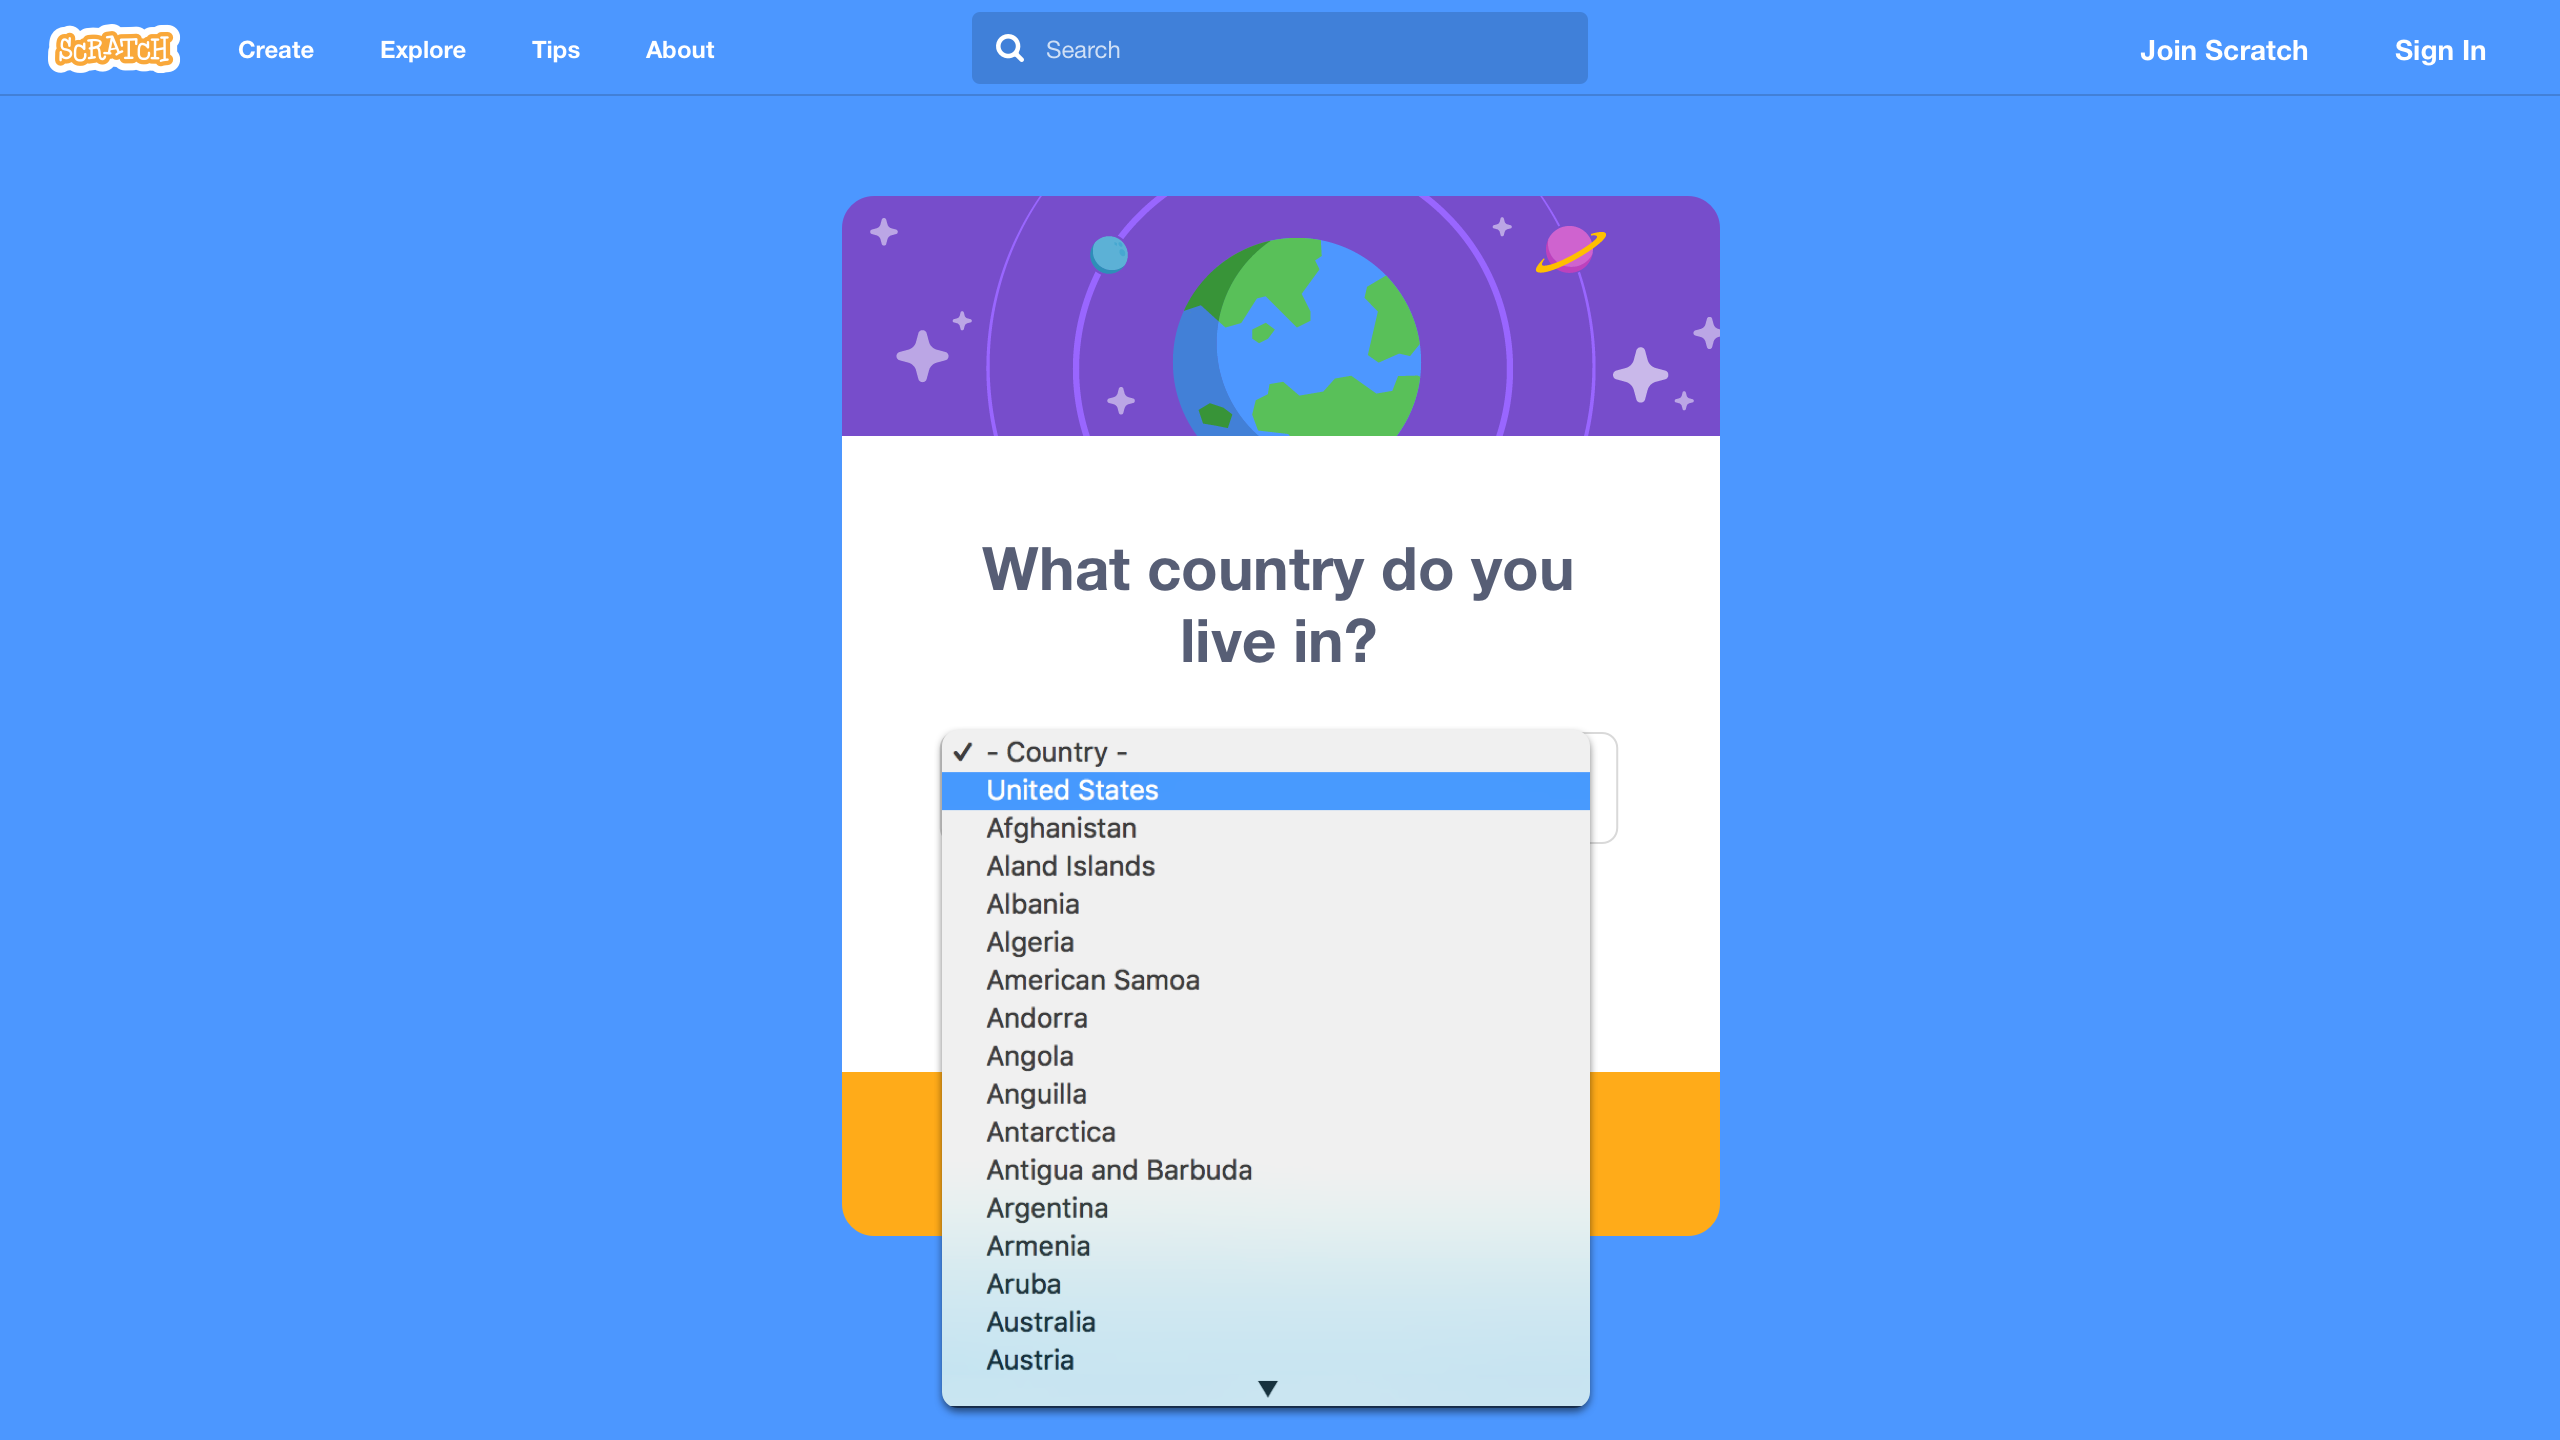 SCRATCH
Create
Explore
Tips
About
Search
Join Scratch
Sign In
What country do you
live in?
✓ - Country -
United States
Afghanistan
Aland Islands
Albania
Algeria
American Samoa
Andorra
Angola
Anguilla
Antarctica
Antigua and Barbuda
Argentina
Armenia
Aruba
Australia
Austria